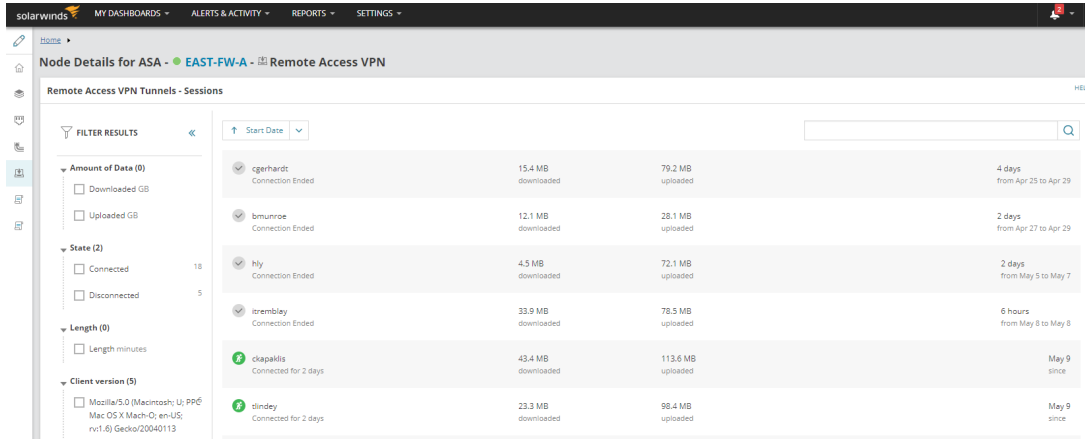 solarwinds MY DASHBOARDS ALERTS & ACTIVITY REPORTS SETTINGS 2
Home
Node Details for ASA - EAST-FW-A - Remote Access VPN
Remote Access VPN Tunnels - Sessions
FILTER RESULTS
Amount of Data (0)
Downloaded GB
Uploaded GB
State (2)
Connected 18
Disconnected 5
Length (0)
Length minutes
Client version (5)
Mozilla/5.0 (Macintosh; U; PPC
Mac OS X Mach-O; en-US;
rv:1.6) Gecko/20040113
Start Date
cgerhardt 15.4 MB 79.2 MB 4 days
Connection Ended downloaded uploaded from Apr 25 to Apr 29
bmunroe 12.1 MB 28.1 MB 2 days
Connection Ended downloaded uploaded from Apr 27 to Apr 29
hly 4.5 MB 72.1 MB 2 days
Connection Ended downloaded uploaded from May 5 to May 7
itremblay 33.9 MB 78.5 MB 6 hours
Connection Ended downloaded uploaded from May 8 to May 8
ckapaklis 43.4 MB 113.6 MB May 9
Connected for 2 days downloaded uploaded since
tlindey 23.3 MB 98.4 MB May 9
Connected for 2 days downloaded uploaded since